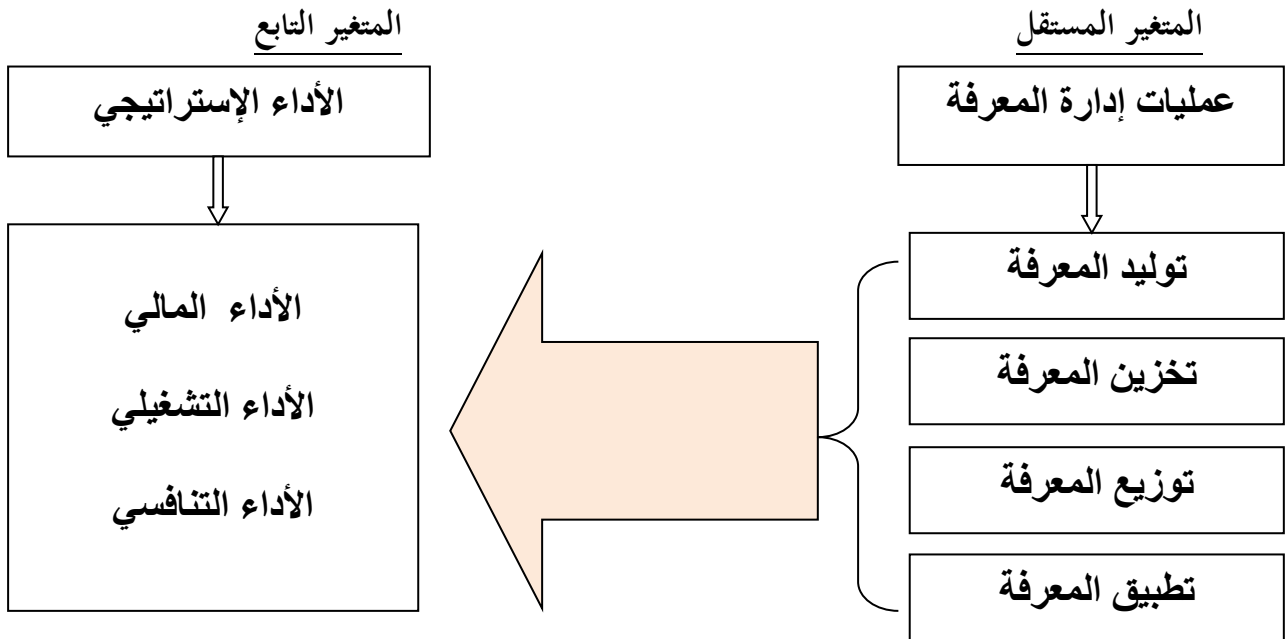 المتغير المستقل
عمليات إدارة المعرفة
توليد المعرفة
تخزين المعرفة
توزيع المعرفة
تطبيق المعرفة
المتغير التابع
الأداء الإستراتيجي
الأداء المالي
الأداء التشغيلي
الأداء التنافسي